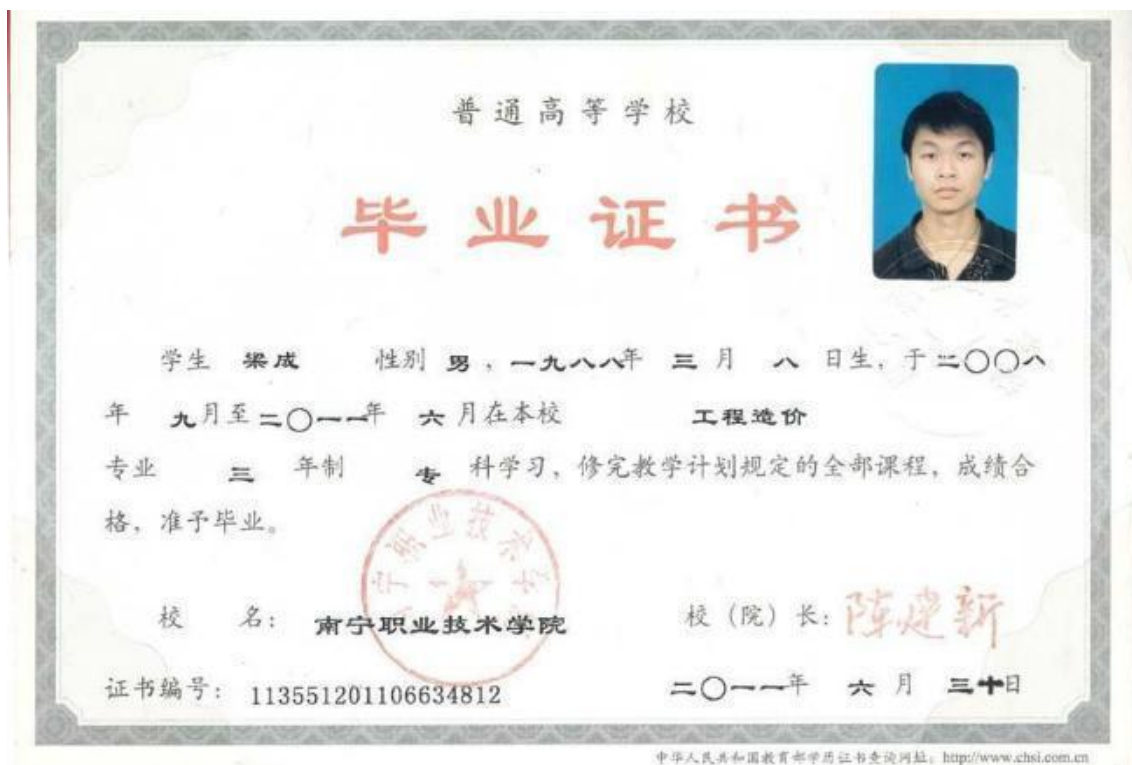 普通高等学校
毕业证书
学生 梁成 性别 男，一九八八年 三 月 八 日生，于二〇〇八
年 九月至二〇一一年 六 月在本校 工程造价
专业 三 年制 专 科学习，修完教学计划规定的全部课程，成绩合
格，准予毕业。
宁职业技术学
校 名： 南宁职业技术学院 校（院）长：陈建新
证书编号：113551201106634812 二〇一一年 六 月 三十日
中华人民共和国教育部学历证书查询网址：http://www.chsi.com.cn